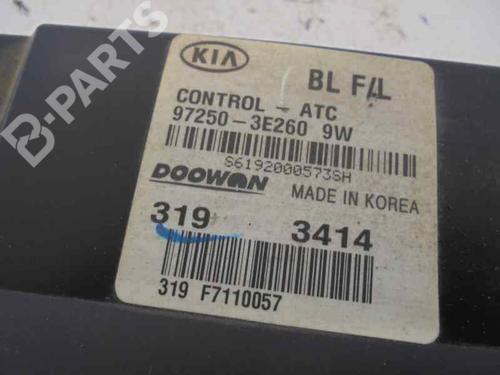 B-PARTS
KIA
BL F/L
CONTROL - ATC
97250-3E260 9W
S6192000573SH
DOOWON
MADE IN KOREA
319 3414
319 F7110057